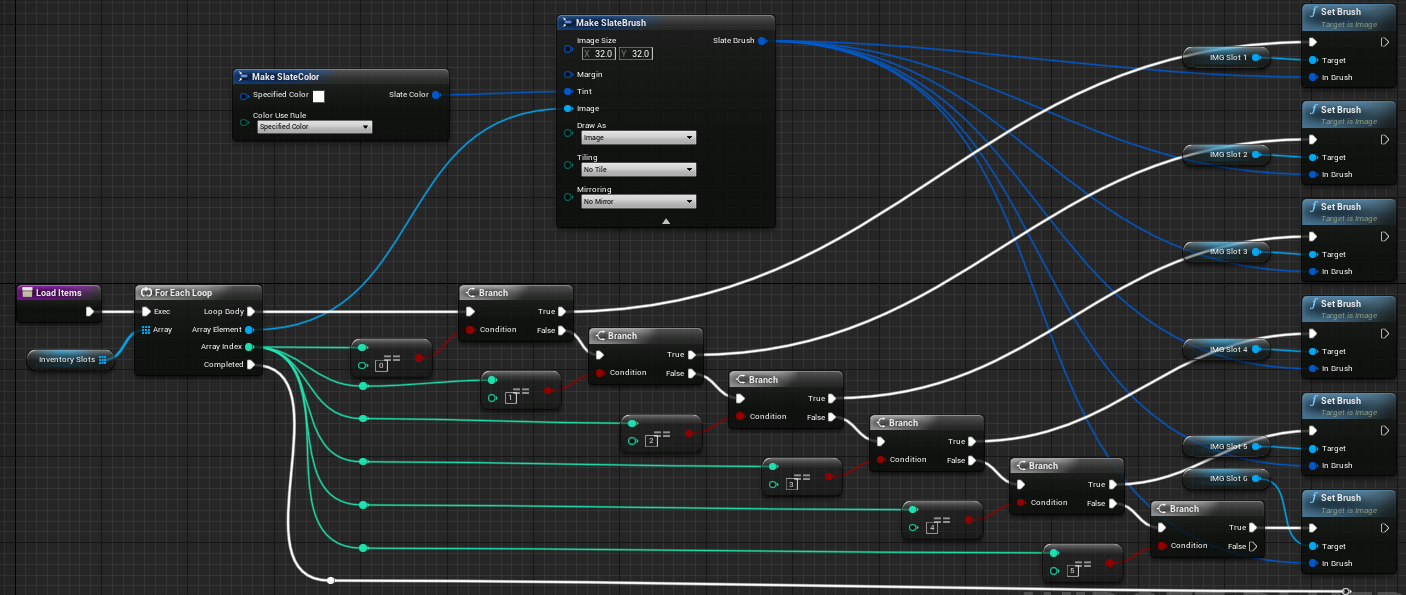 Make SlateColor
Specified Color
Slate Color
Color Use Rule
Specified Color
Make SlateBrush
Image Size
Slate Brush
X 32.0 Y 32.0
Margin
Tint
Image
Draw As
Image
Tiling
No Tile
Mirroring
No Mirror
Load Items
Inventory Slots
For Each Loop
Exec
Loop Body
Array
Array Element
Array Index
Completed
0 ==
1 ==
2 ==
3 ==
4 ==
5 ==
Branch
True
Condition
False
Branch
True
Condition
False
Branch
True
Condition
False
Branch
True
Condition
False
Branch
True
Condition
False
Branch
True
Condition
False
IMG Slot 1
IMG Slot 2
IMG Slot 3
IMG Slot 4
IMG Slot 5
IMG Slot 6
f Set Brush
Target is Image
Target
In Brush
f Set Brush
Target is Image
Target
In Brush
f Set Brush
Target is Image
Target
In Brush
f Set Brush
Target is Image
Target
In Brush
f Set Brush
Target is Image
Target
In Brush
f Set Brush
Target is Image
Target
In Brush